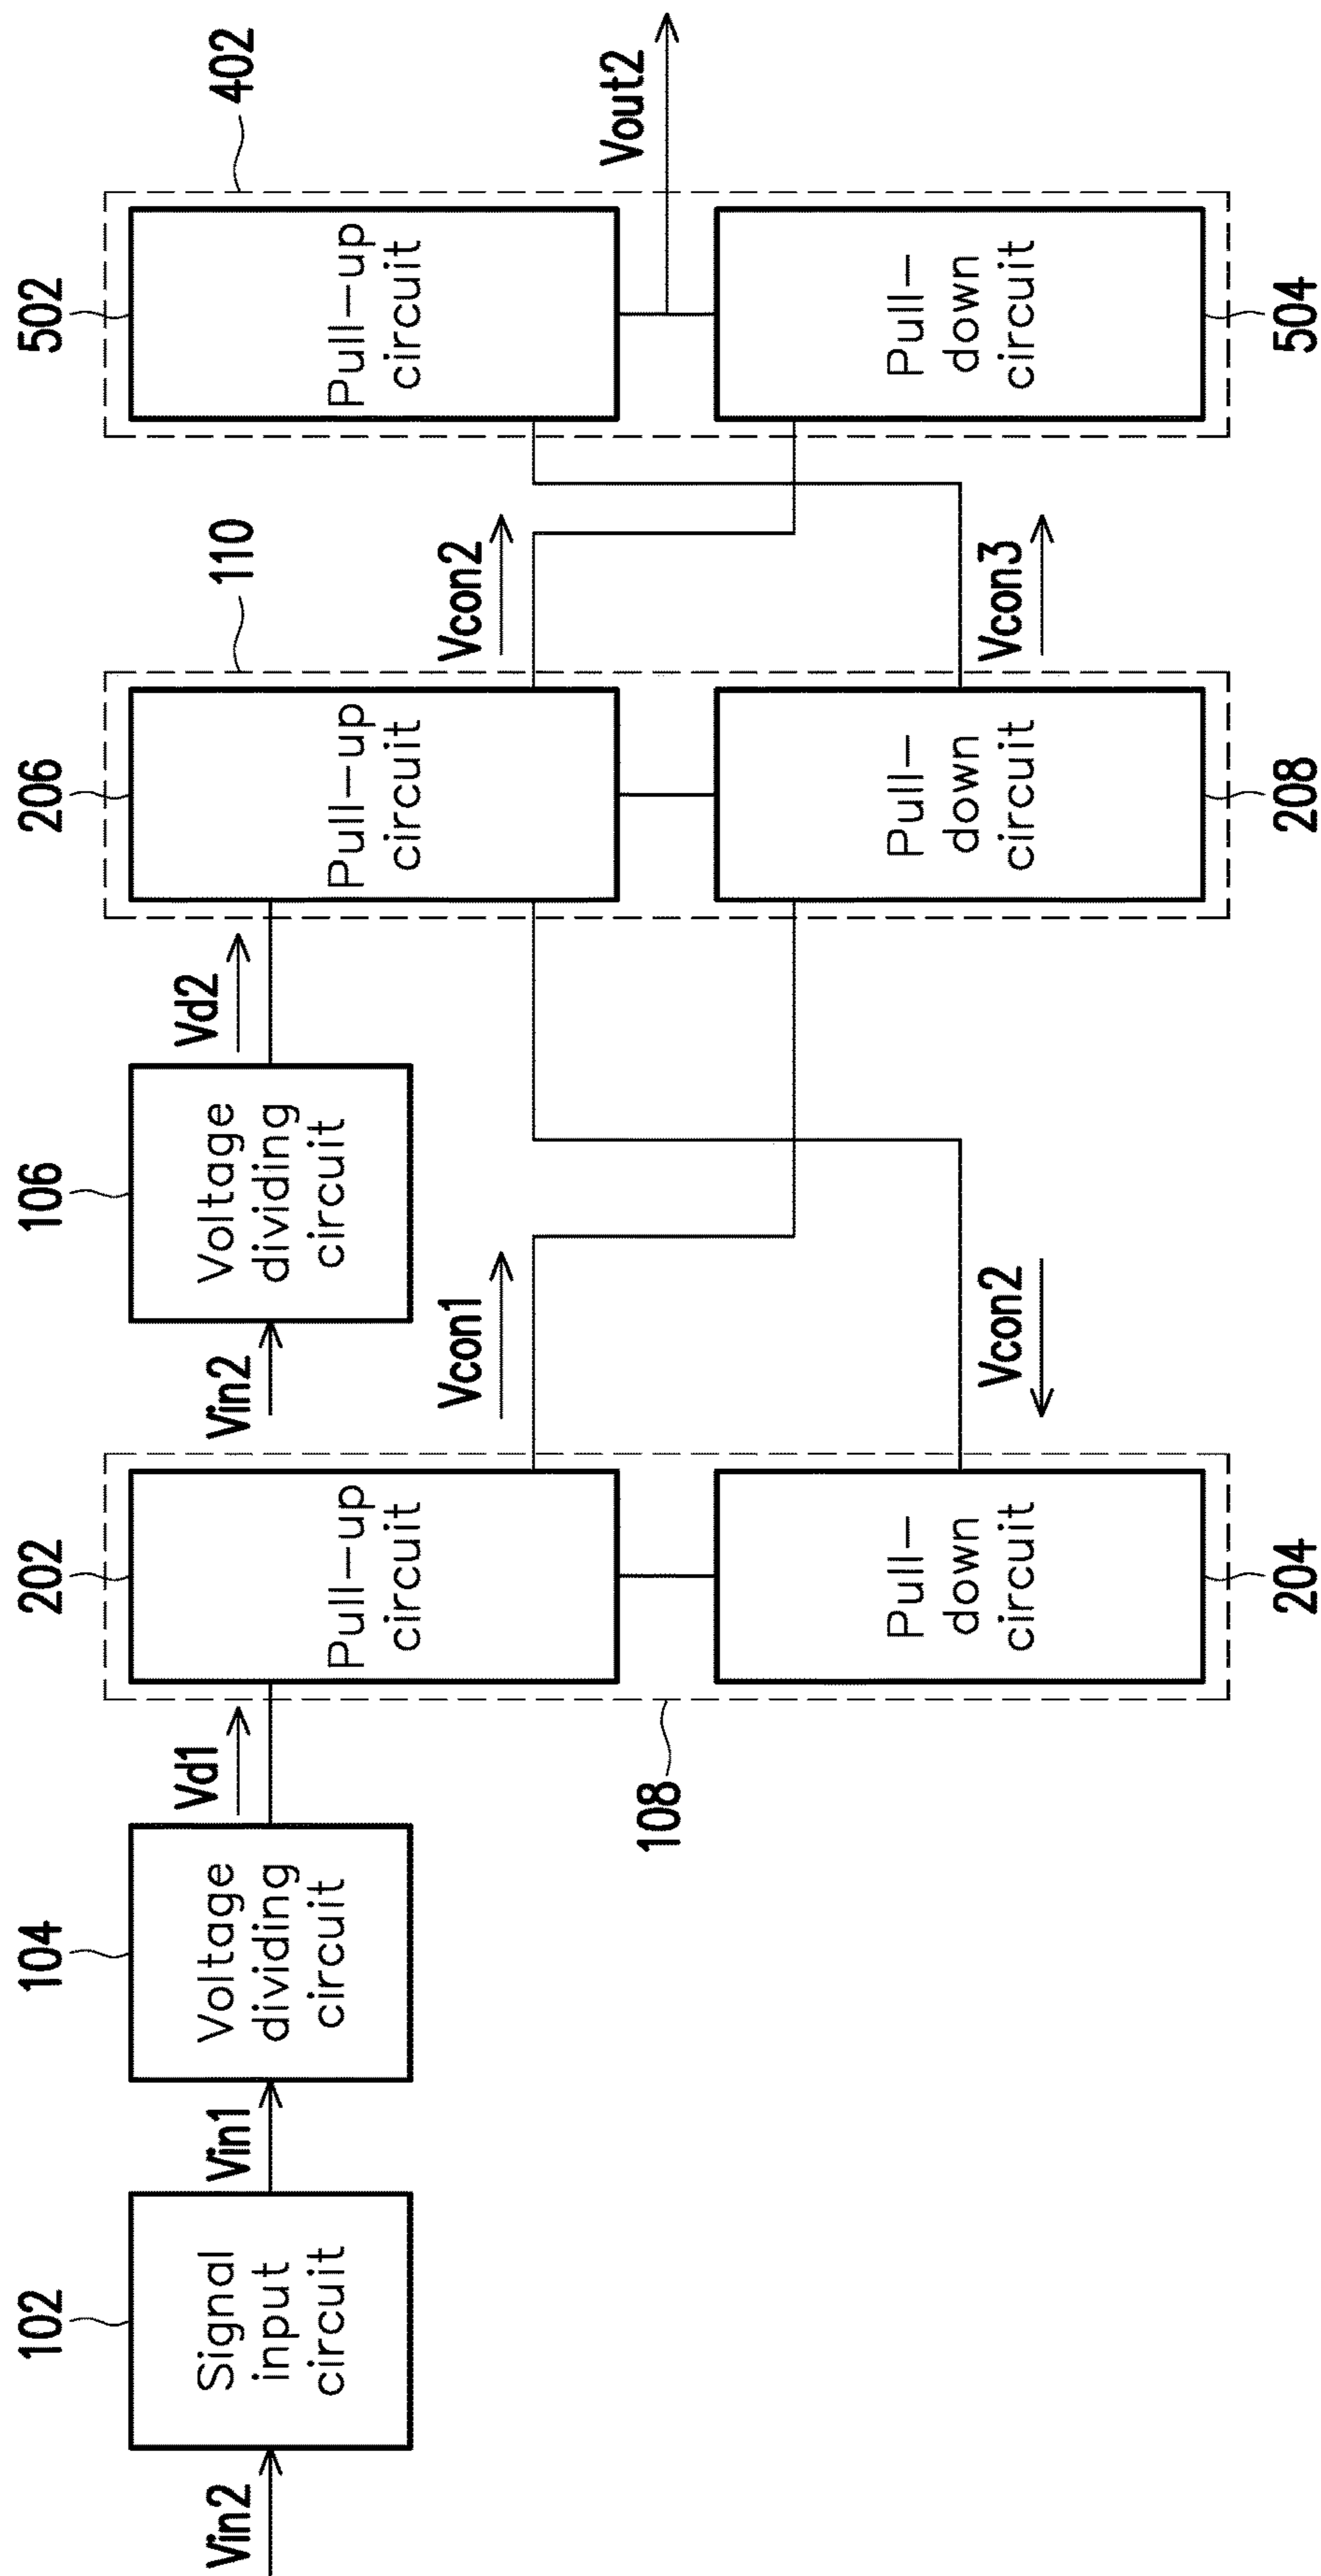 102
Signal
input
circuit
104
Voltage
dividing
circuit
202
Pull-up
circuit
106
Voltage
dividing
circuit
206
Pull-up
circuit
110
502
Pull-up
circuit
402
Vin2
Vin1
Vd1
Vin2
Vd2
Vcon1
Vcon2
Vout2
108
Pull-
down
circuit
204
Vcon2
Pull-
down
circuit
208
Vcon3
Pull-
down
circuit
504